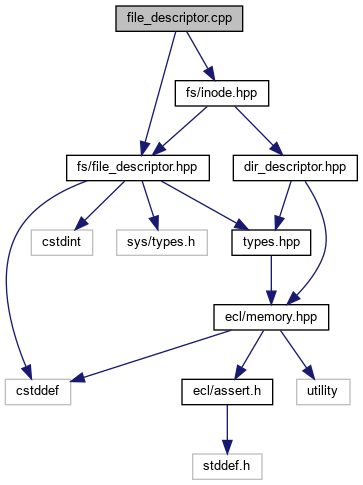 file_descriptor.cpp
fs/inode.hpp
fs/file_descriptor.hpp
dir_descriptor.hpp
cstdint
sys/types.h
types.hpp
ecl/memory.hpp
cstddef
ecl/assert.h
utility
stddef.h